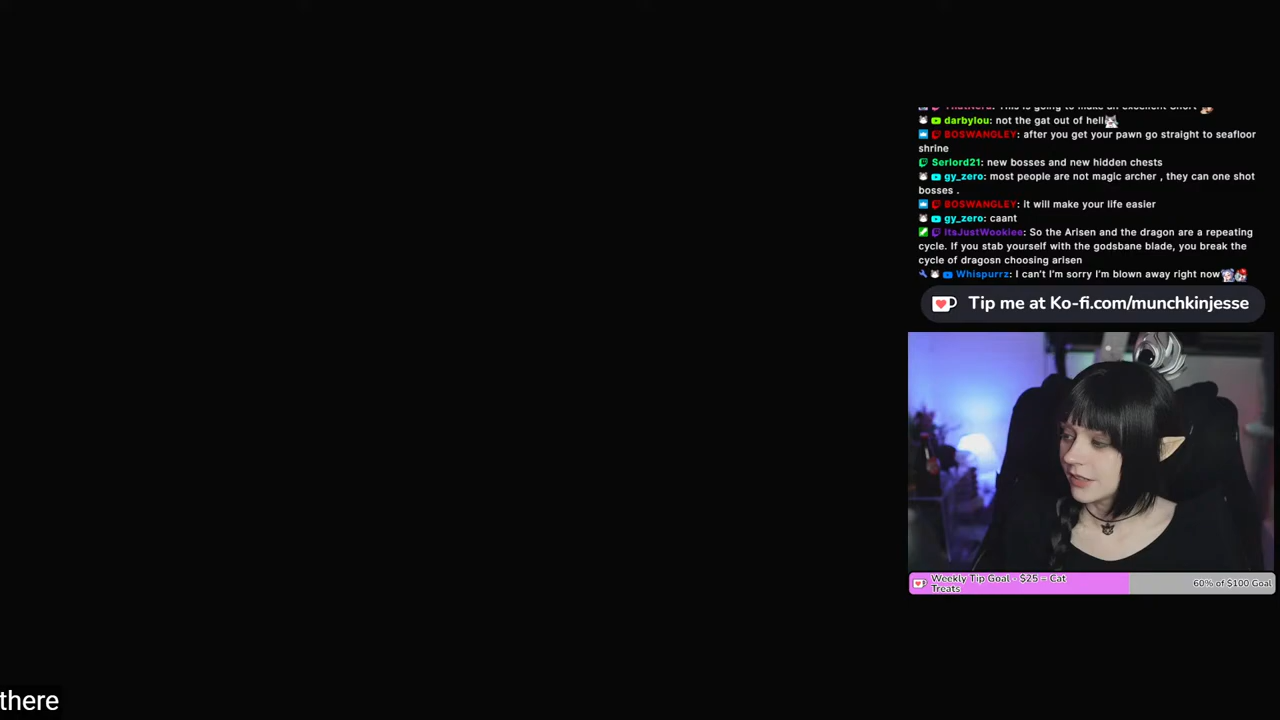 darbylou: not the gat out of hell
BOSWANGLEY: after you get your pawn go straight to seafloor
shrine
Serlord21: new bosses and new hidden chests
gy_zero: most people are not magic archer , they can one shot
bosses .
BOSWANGLEY: it will make your life easier
gy_zero: caant
ItsJustWookiee: So the Arisen and the dragon are a repeating
cycle. If you stab yourself with the godsbane blade, you break the
cycle of dragosn choosing arisen
Whispurrz: I can't I'm sorry I'm blown away right now
Tip me at Ko-fi.com/munchkinjesse
Weekly Tip Goal - $25 = Cat
Treats
60% of $100 Goal
there